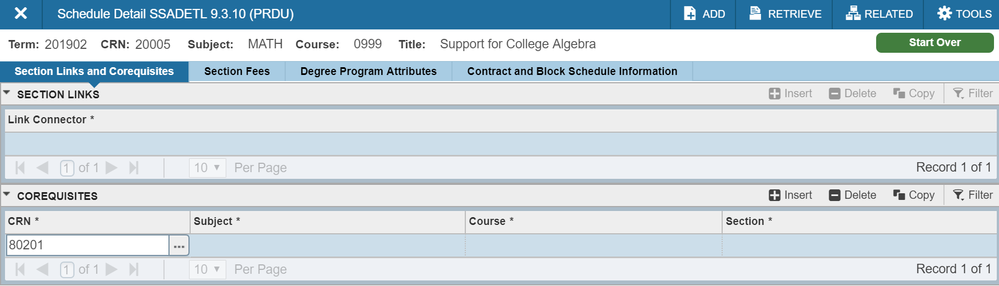 Schedule Detail SSADETL 9.3.10 (PRDU) ADD RETRIEVE RELATED TOOLS
Term: 201902 CRN: 20005 Subject: MATH Course: 0999 Title: Support for College Algebra Start Over
Section Links and Corequisites Section Fees Degree Program Attributes Contract and Block Schedule Information
SECTION LINKS Insert Delete Copy Filter
Link Connector *
1 of 1 10 Per Page Record 1 of 1
COREQUISITES Insert Delete Copy Filter
CRN * Subject * Course * Section *
80201 ...
1 of 1 10 Per Page Record 1 of 1